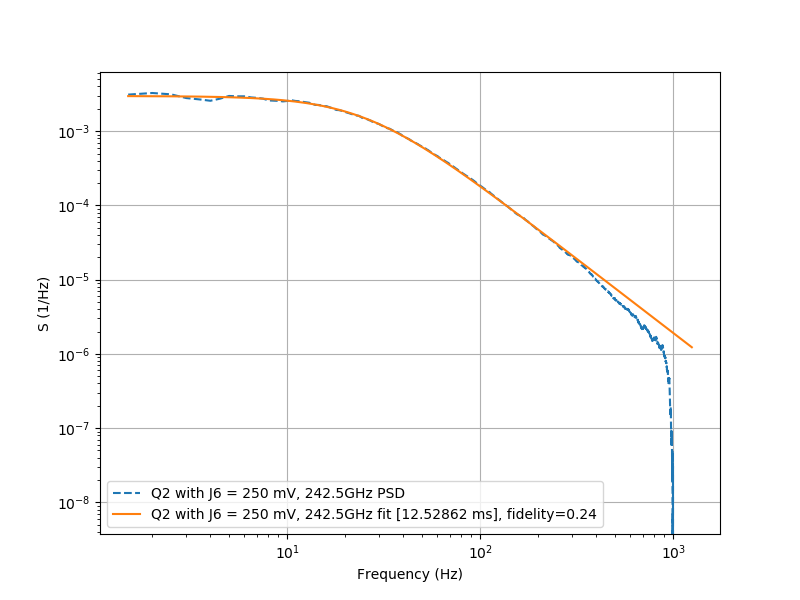 10⁻³
10⁻⁴
10⁻⁵
10⁻⁶
10⁻⁷
10⁻⁸
S (1/Hz)
Q2 with J6 = 250 mV, 242.5GHz PSD
Q2 with J6 = 250 mV, 242.5GHz fit [12.52862 ms], fidelity=0.24
10¹ 10² 10³
Frequency (Hz)